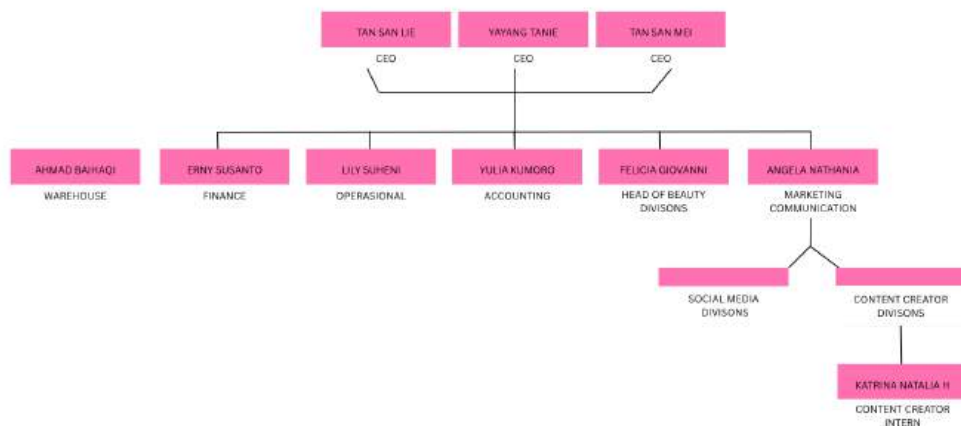 TAN SAN LIE
YAYANG TANIE
TAN SAN MEI
CEO
CEO
CEO
AHMAD BAIHAQI
ERNY SUSANTO
LILY SUHENI
YULIA KUMORO
FELICIA GIOVANNI
ANGELA NATHANIA
WAREHOUSE
FINANCE
OPERASIONAL
ACCOUNTING
HEAD OF BEAUTY
DIVISONS
MARKETING
COMMUNICATION
SOCIAL MEDIA
DIVISONS
CONTENT CREATOR
DIVISONS
KATRINA NATALIA H
CONTENT CREATOR
INTERN